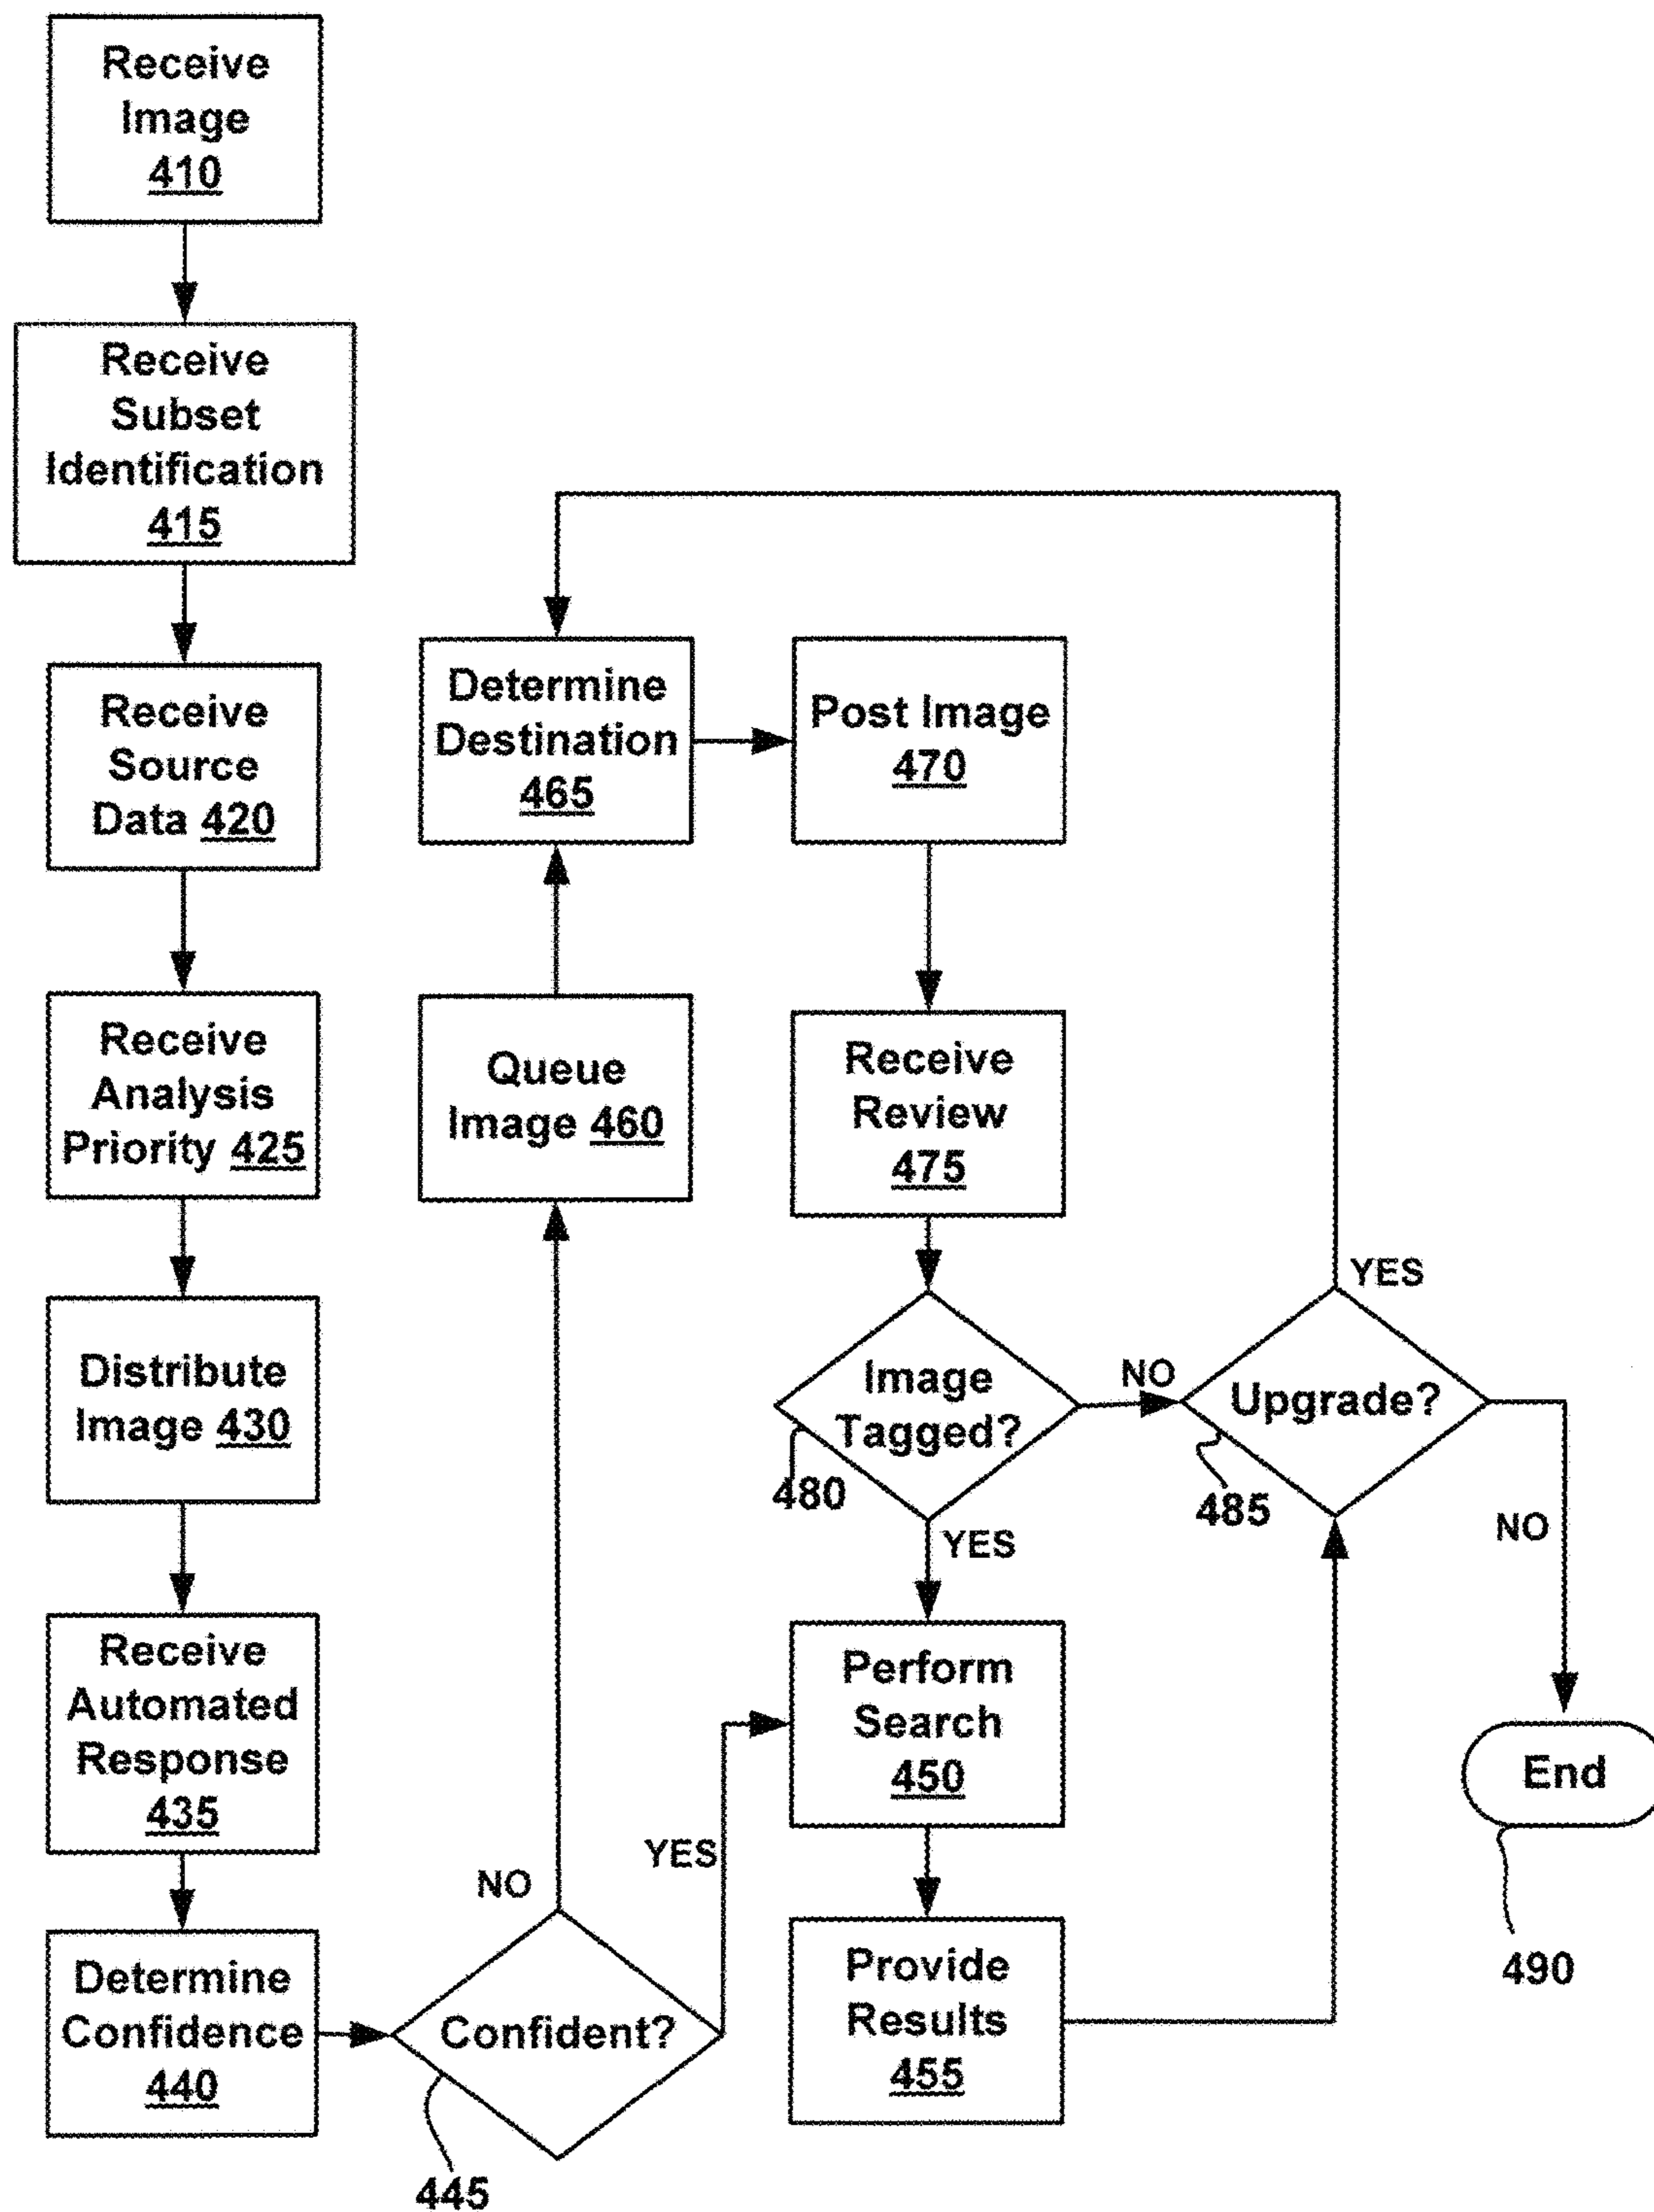 Receive
Image
410
Receive
Subset
Identification
415
Receive
Source
Data 420
Receive
Analysis
Priority 425
Distribute
Image 430
Receive
Automated
Response
435
Determine
Confidence
440
Confident?
445
NO
YES
Queue
Image 460
Determine
Destination
465
Post Image
470
Receive
Review
475
Image
Tagged?
480
NO
YES
Perform
Search
450
Provide
Results
455
Upgrade?
485
YES
NO
End
490